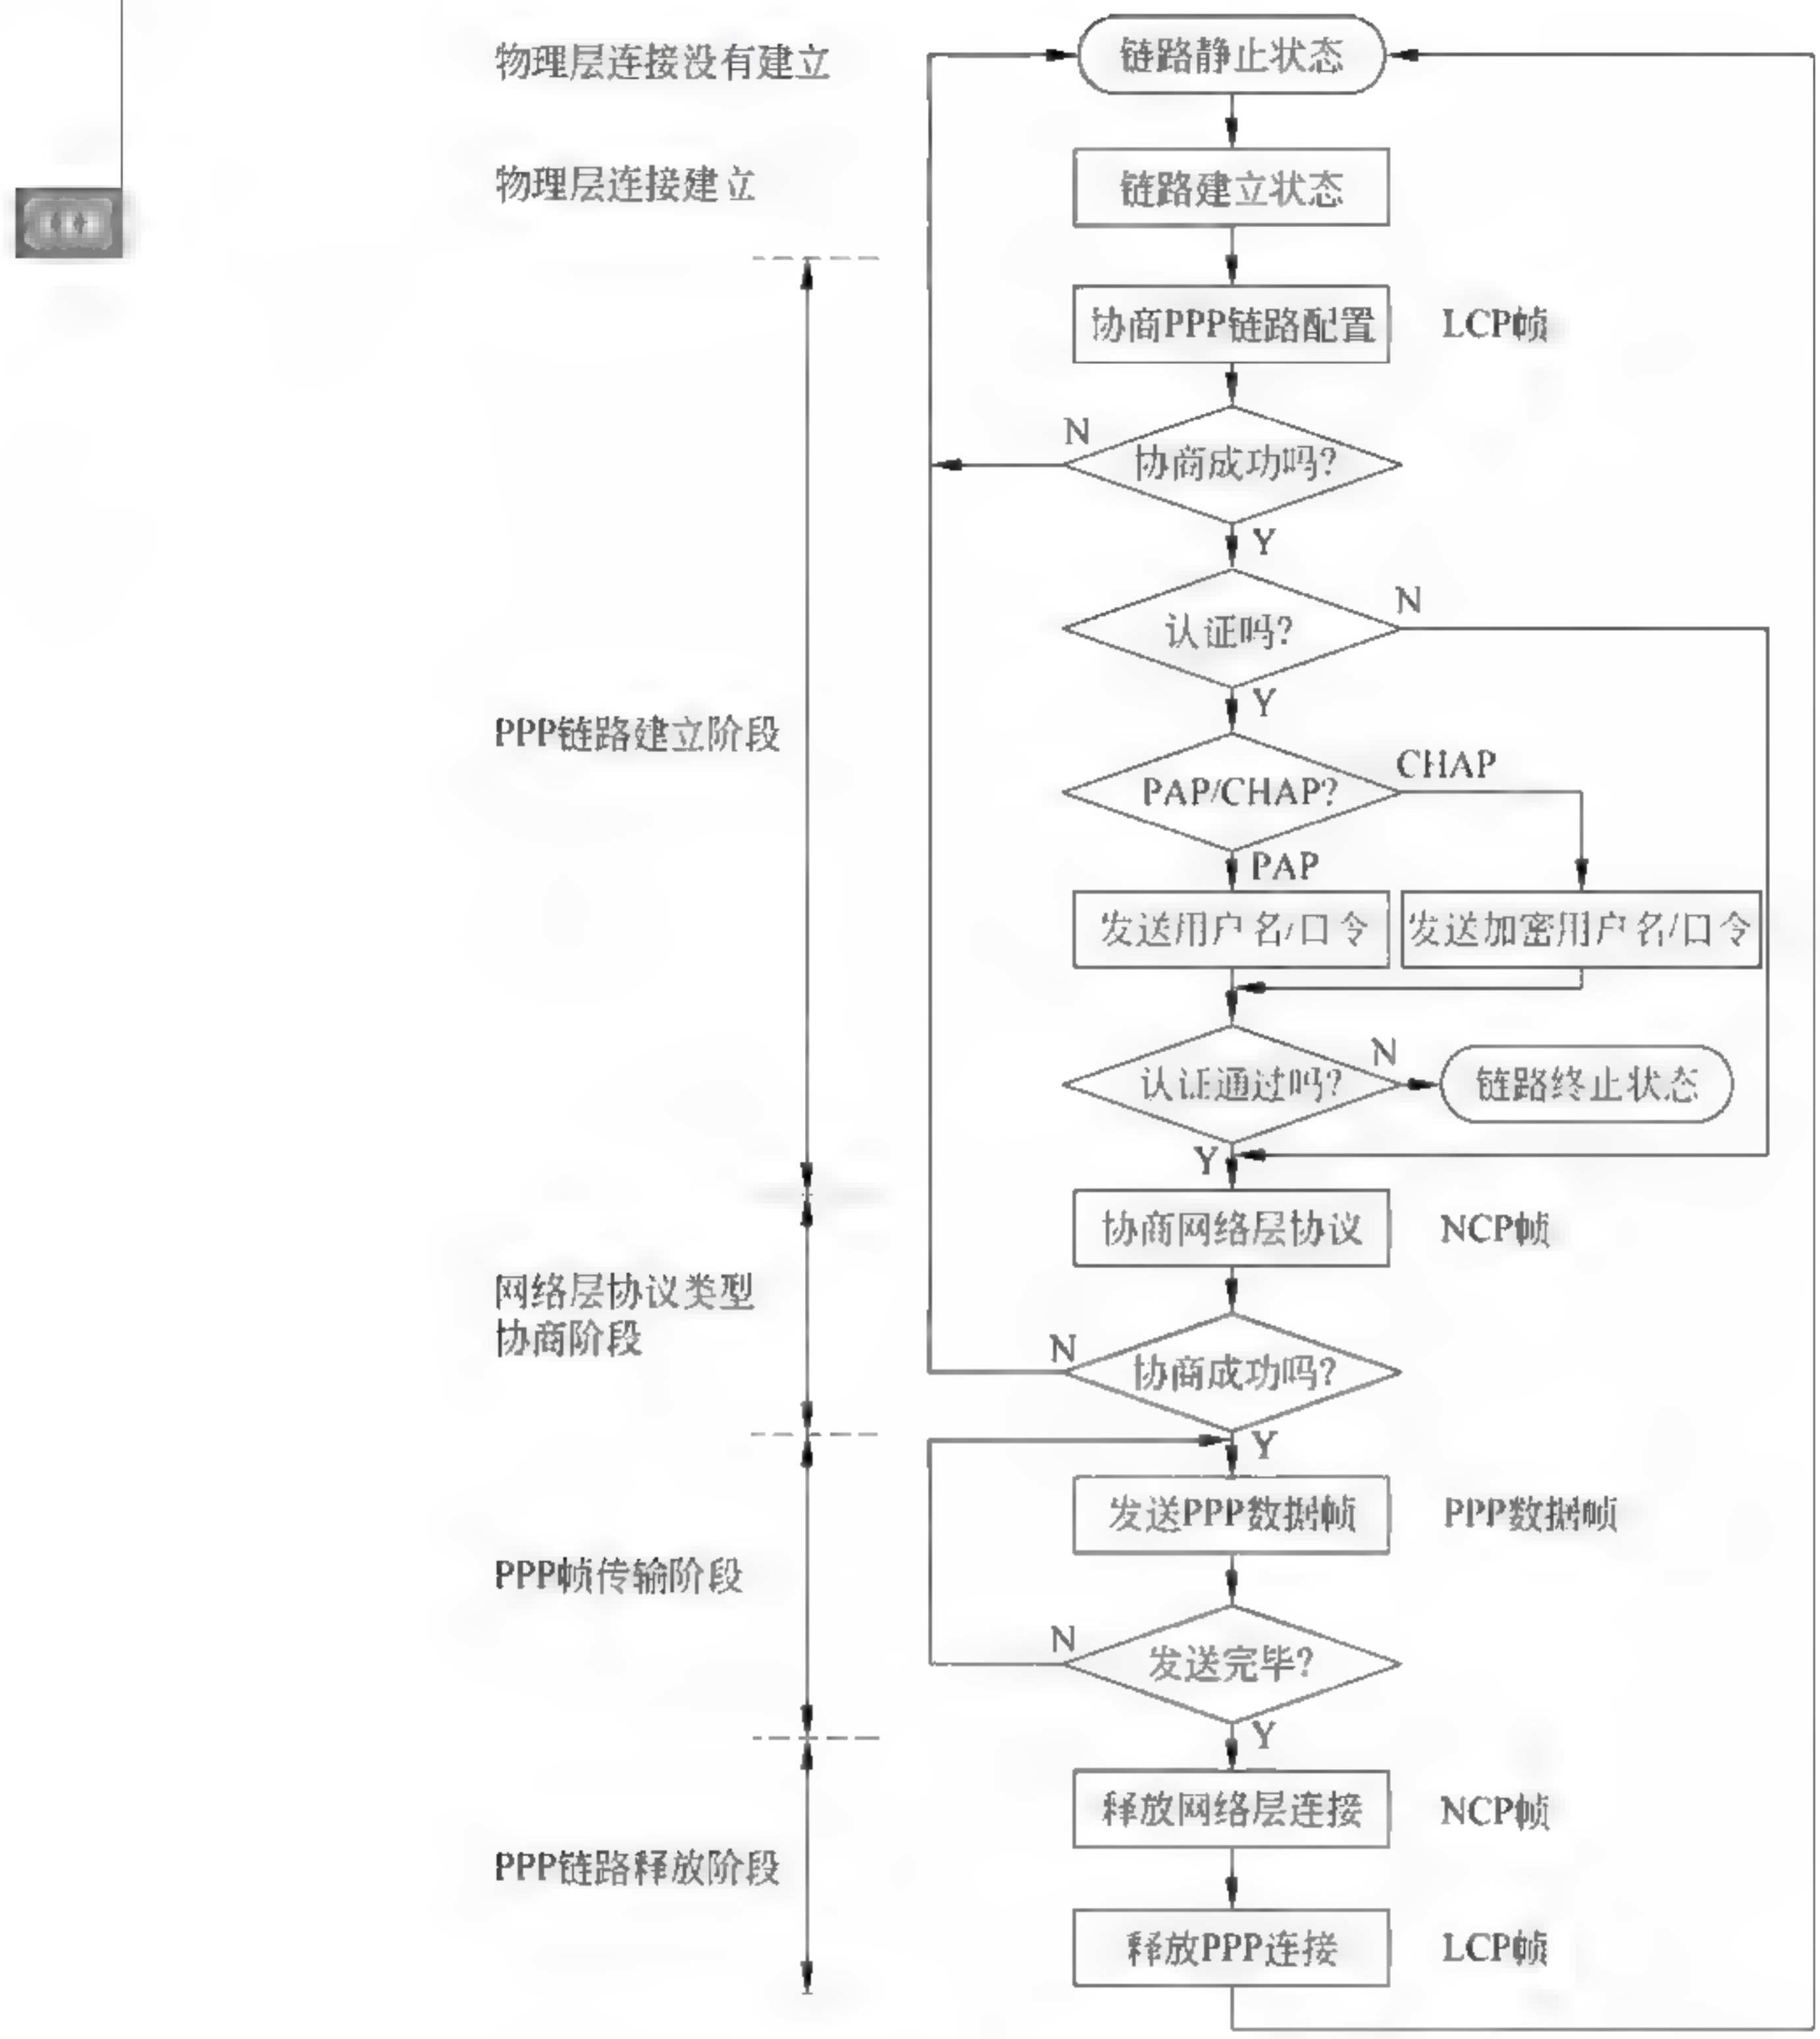 物理层连接没有建立
链路静止状态
物理层连接建立
链路建立状态
协商PPP链路配置
LCP帧
N
协商成功吗?
Y
N
认证吗?
Y
PPP链路建立阶段
CHAP
PAP/CHAP?
PAP
发送用户名/口令
发送加密用户名/口令
N
认证通过吗?
链路终止状态
Y
协商网络层协议
NCP帧
网络层协议类型
协商阶段
N
协商成功吗?
Y
发送PPP数据帧
PPP数据帧
PPP帧传输阶段
N
发送完毕?
Y
释放网络层连接
NCP帧
PPP链路释放阶段
释放PPP连接
LCP帧